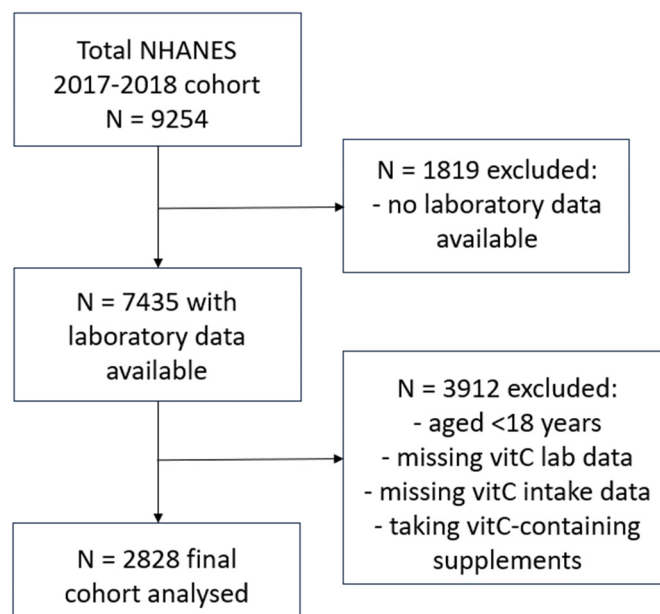 Total NHANES
2017-2018 cohort
N = 9254
N = 1819 excluded:
- no laboratory data
available
N = 7435 with
laboratory data
available
N = 3912 excluded:
- aged <18 years
- missing vitC lab data
- missing vitC intake data
- taking vitC-containing
supplements
N = 2828 final
cohort analysed